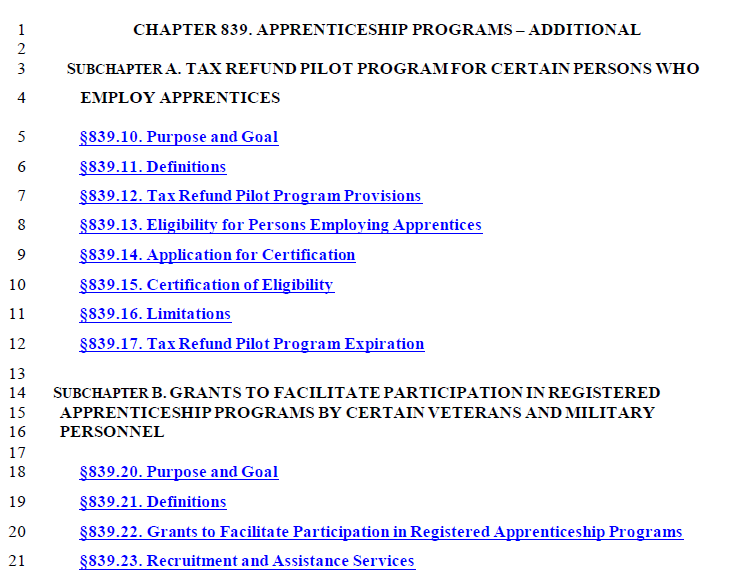 1 CHAPTER 839. APPRENTICESHIP PROGRAMS – ADDITIONAL
2
3 SUBCHAPTER A. TAX REFUND PILOT PROGRAM FOR CERTAIN PERSONS WHO
4 EMPLOY APPRENTICES
5 §839.10. Purpose and Goal
6 §839.11. Definitions
7 §839.12. Tax Refund Pilot Program Provisions
8 §839.13. Eligibility for Persons Employing Apprentices
9 §839.14. Application for Certification
10 §839.15. Certification of Eligibility
11 §839.16. Limitations
12 §839.17. Tax Refund Pilot Program Expiration
13
14 SUBCHAPTER B. GRANTS TO FACILITATE PARTICIPATION IN REGISTERED
15 APPRENTICESHIP PROGRAMS BY CERTAIN VETERANS AND MILITARY
16 PERSONNEL
17
18 §839.20. Purpose and Goal
19 §839.21. Definitions
20 §839.22. Grants to Facilitate Participation in Registered Apprenticeship Programs
21 §839.23. Recruitment and Assistance Services